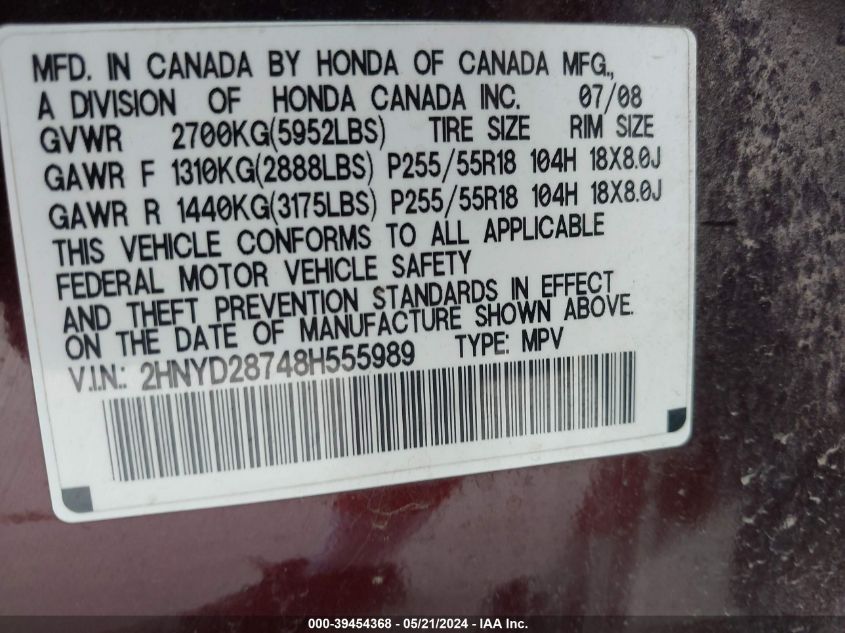 MFD. IN CANADA BY HONDA OF CANADA MFG.,
A DIVISION OF HONDA CANADA INC. 07/08
GVWR 2700KG(5952LBS) TIRE SIZE RIM SIZE
GAWR F 1310KG(2888LBS) P255/55R18 104H 18X8.0J
GAWR R 1440KG(3175LBS) P255/55R18 104H 18X8.0J
THIS VEHICLE CONFORMS TO ALL APPLICABLE
FEDERAL MOTOR VEHICLE SAFETY
AND THEFT PREVENTION STANDARDS IN EFFECT
ON THE DATE OF MANUFACTURE SHOWN ABOVE.
V.I.N.: 2HNYD28748H555989 TYPE: MPV
000-39454368 - 05/21/2024 - IAA Inc.